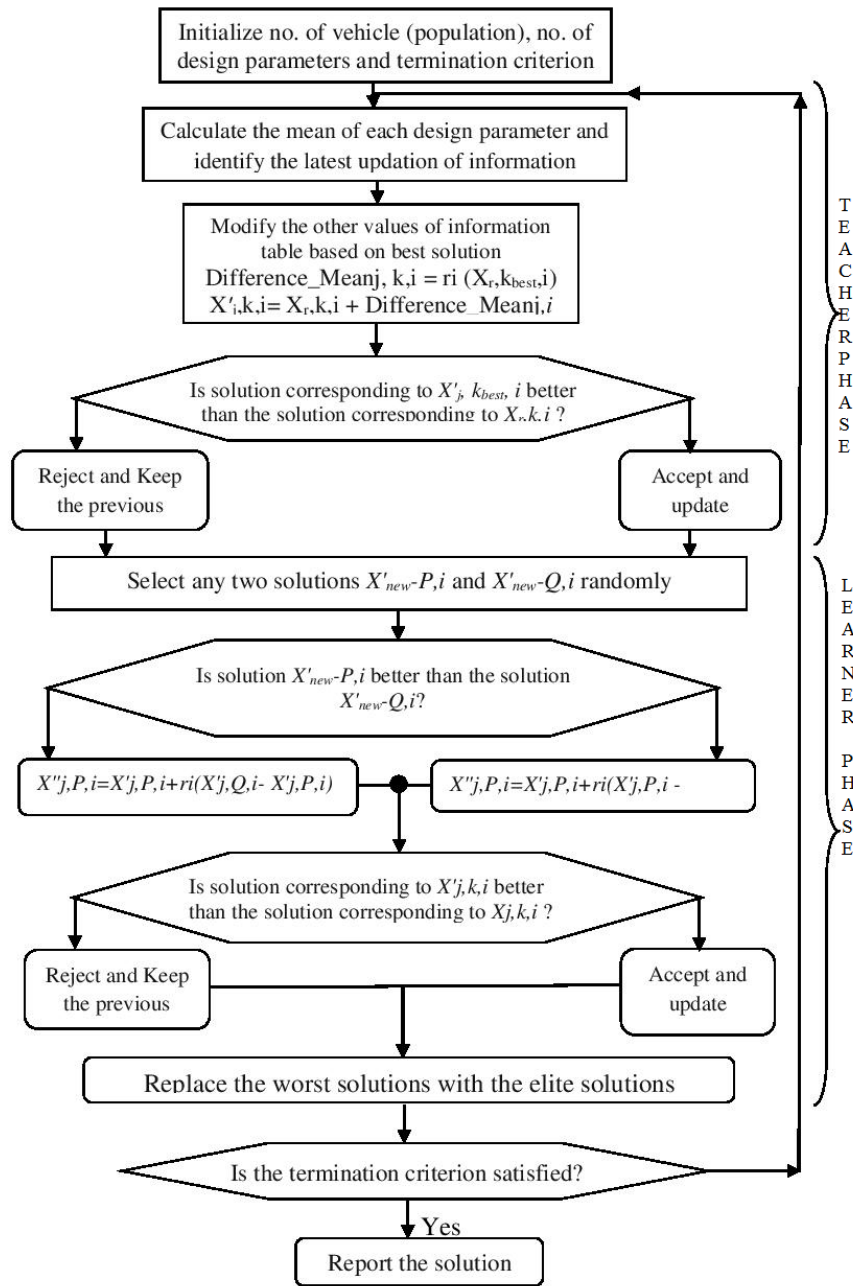 Initialize no. of vehicle (population), no. of
design parameters and termination criterion
Calculate the mean of each design parameter and
identify the latest updation of information
Modify the other values of information
table based on best solution
Difference_Meanj, k,i = ri (Xr,kbest,i)
X′i,k,i= Xr,k,i + Difference_Meanj,i
Is solution corresponding to X'j, kbest, i better
than the solution corresponding to Xr,k,i ?
Reject and Keep
the previous
Accept and
update
TEACHER PHASE
Select any two solutions X'new-P,i and X'new-Q,i randomly
Is solution X'new-P,i better than the solution
X'new-Q,i?
X''j,P,i=X'j,P,i+ri(X'j,Q,i- X'j,P,i)
X''j,P,i=X'j,P,i+ri(X'j,P,i -
Is solution corresponding to X'j,k,i better
than the solution corresponding to Xj,k,i ?
Reject and Keep
the previous
Accept and
update
Replace the worst solutions with the elite solutions
LEARNER PHASE
Is the termination criterion satisfied?
Yes
Report the solution